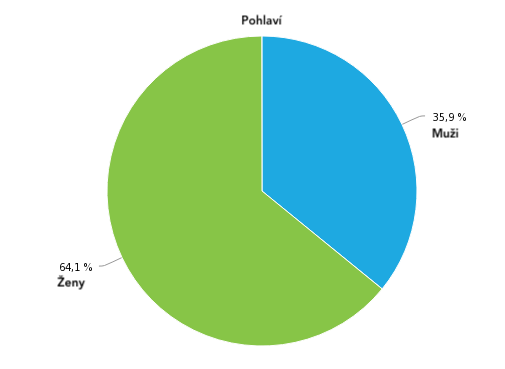 Pohlaví
35,9 %
Muži
64,1 %
Ženy